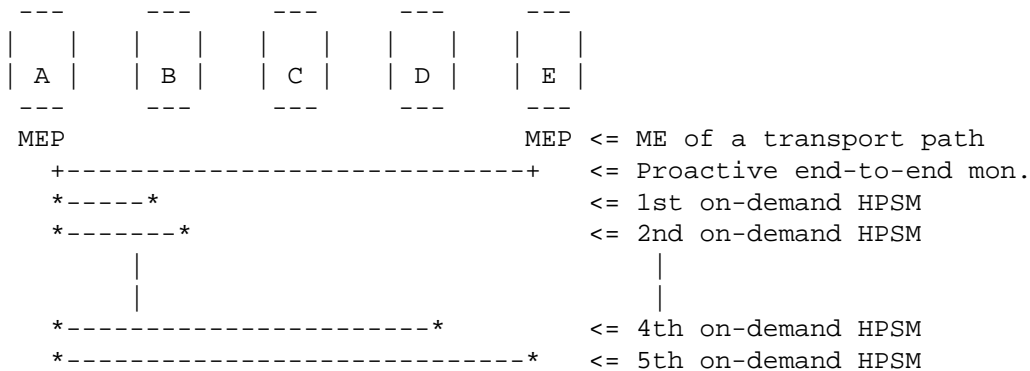 ---     ---     ---     ---     ---
|   |   |   |   |   |   |   |   |   |
| A |   | B |   | C |   | D |   | E |
 ---     ---     ---     ---     ---
 MEP                             MEP <= ME of a transport path
   +-----------------------------+   <= Proactive end-to-end mon.
   *-----*                           <= 1st on-demand HPSM
   *-------*                         <= 2nd on-demand HPSM
        |                                |
        |                                |
   *-----------------------*         <= 4th on-demand HPSM
   *-----------------------------*   <= 5th on-demand HPSM